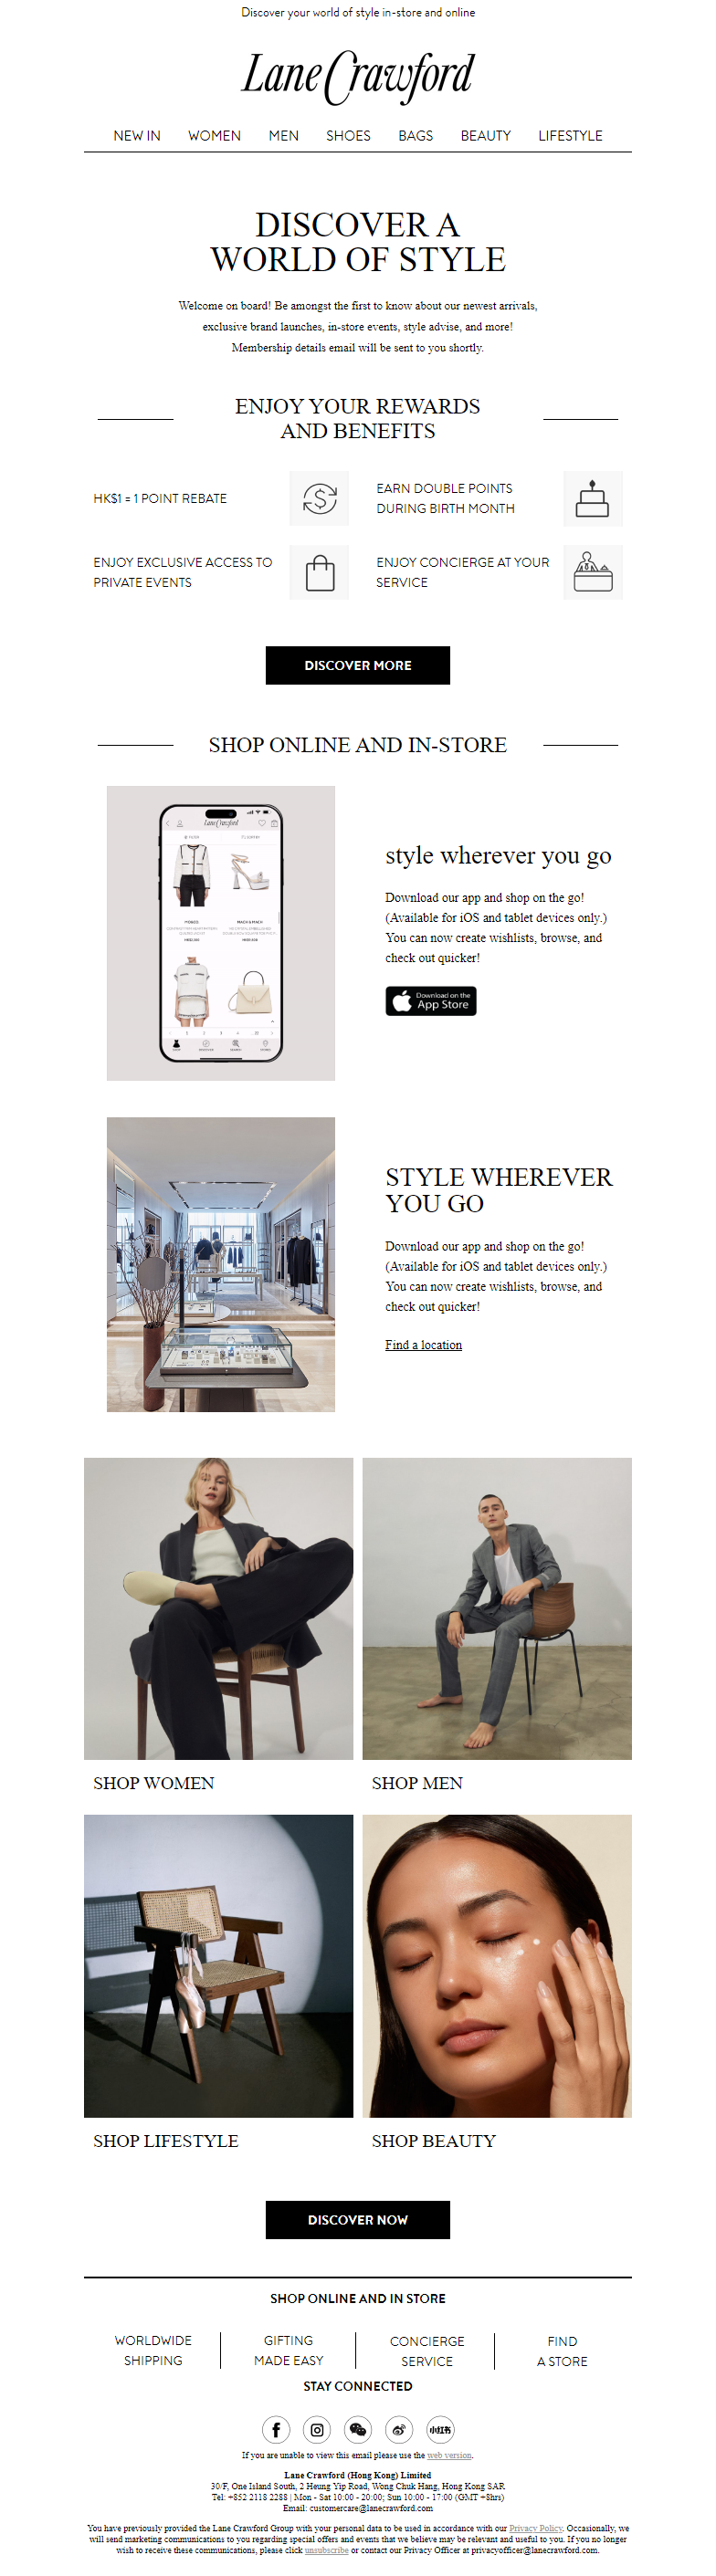 Discover your world of style in-store and online
Lane Crawford
NEW IN WOMEN MEN SHOES BAGS BEAUTY LIFESTYLE
DISCOVER A
WORLD OF STYLE
Welcome on board! Be amongst the first to know about our newest arrivals,
exclusive brand launches, in-store events, style advise, and more!
Membership details email will be sent to you shortly.
ENJOY YOUR REWARDS
AND BENEFITS
HK$1 = 1 POINT REBATE
EARN DOUBLE POINTS
DURING BIRTH MONTH
ENJOY EXCLUSIVE ACCESS TO
PRIVATE EVENTS
ENJOY CONCIERGE AT YOUR
SERVICE
DISCOVER MORE
SHOP ONLINE AND IN-STORE
Lane Crawford
style wherever you go
Download our app and shop on the go!
(Available for iOS and tablet devices only.)
You can now create wishlists, browse, and
check out quicker!
Download on the
App Store
STYLE WHEREVER
YOU GO
Download our app and shop on the go!
(Available for iOS and tablet devices only.)
You can now create wishlists, browse, and
check out quicker!
Find a location
SHOP WOMEN
SHOP MEN
SHOP LIFESTYLE
SHOP BEAUTY
DISCOVER NOW
SHOP ONLINE AND IN STORE
WORLDWIDE
SHIPPING
GIFTING
MADE EASY
CONCIERGE
SERVICE
FIND
A STORE
STAY CONNECTED
小红书
If you are unable to view this email please use the web version.
Lane Crawford (Hong Kong) Limited
30/F, One Island South, 2 Heung Yip Road, Wong Chuk Hang, Hong Kong SAR
Tel: +852 2118 2288 | Mon - Sat 10:00 - 20:00; Sun 10:00 - 17:00 (GMT +8hrs)
Email: customercare@lanecrawford.com
You have previously provided the Lane Crawford Group with your personal data to be used in accordance with our Privacy Policy. Occasionally, we
will send marketing communications to you regarding special offers and events that we believe may be relevant and useful to you. If you no longer
wish to receive these communications, please click unsubscribe or contact our Privacy Officer at privacyofficer@lanecrawford.com.